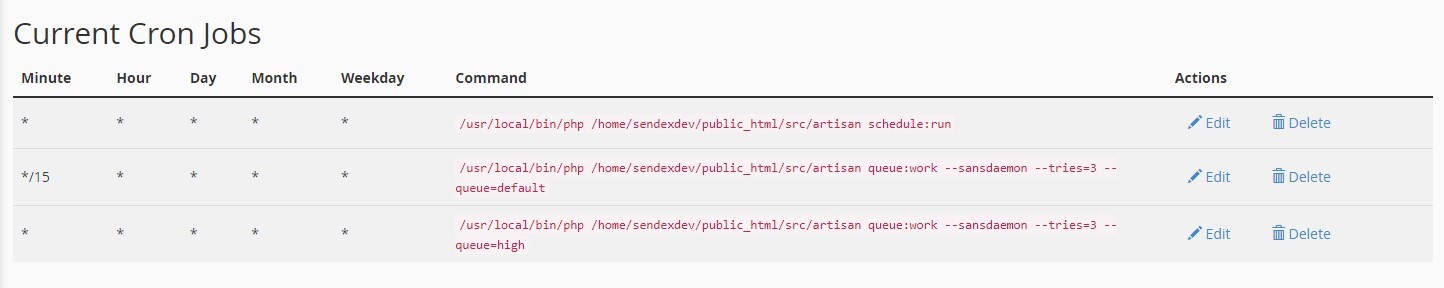 Current Cron Jobs
Minute Hour Day Month Weekday Command Actions
* * * * * /usr/local/bin/php /home/sendexdev/public_html/src/artisan schedule:run Edit Delete
*/15 * * * * /usr/local/bin/php /home/sendexdev/public_html/src/artisan queue:work --sansdaemon --tries=3 -- Edit Delete
queue=default
* * * * * /usr/local/bin/php /home/sendexdev/public_html/src/artisan queue:work --sansdaemon --tries=3 -- Edit Delete
queue=high